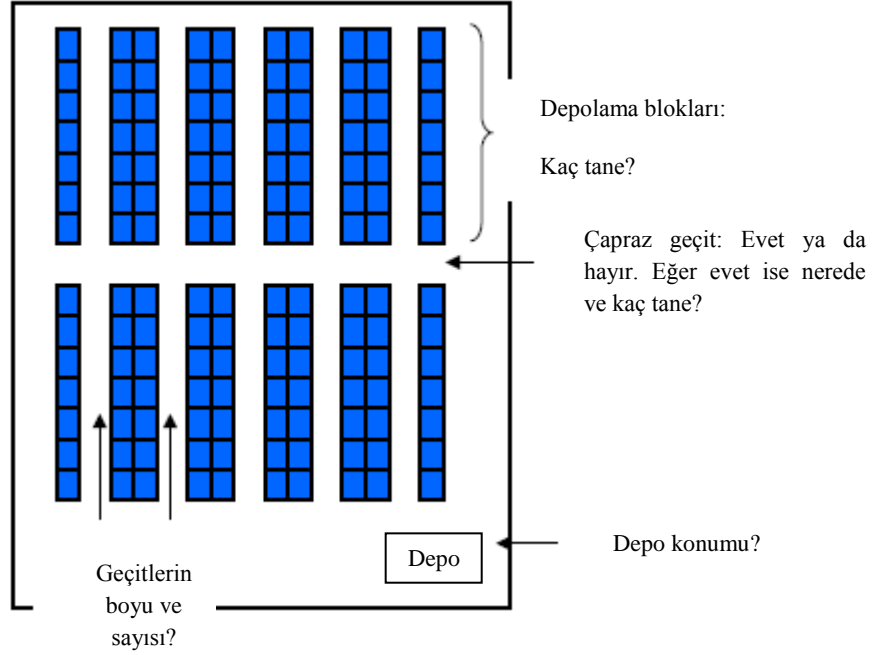 Depolama blokları:
Kaç tane?
Çapraz geçit: Evet ya da
hayır. Eğer evet ise nerede
ve kaç tane?
Depo
Depo konumu?
Geçitlerin
boyu ve
sayısı?